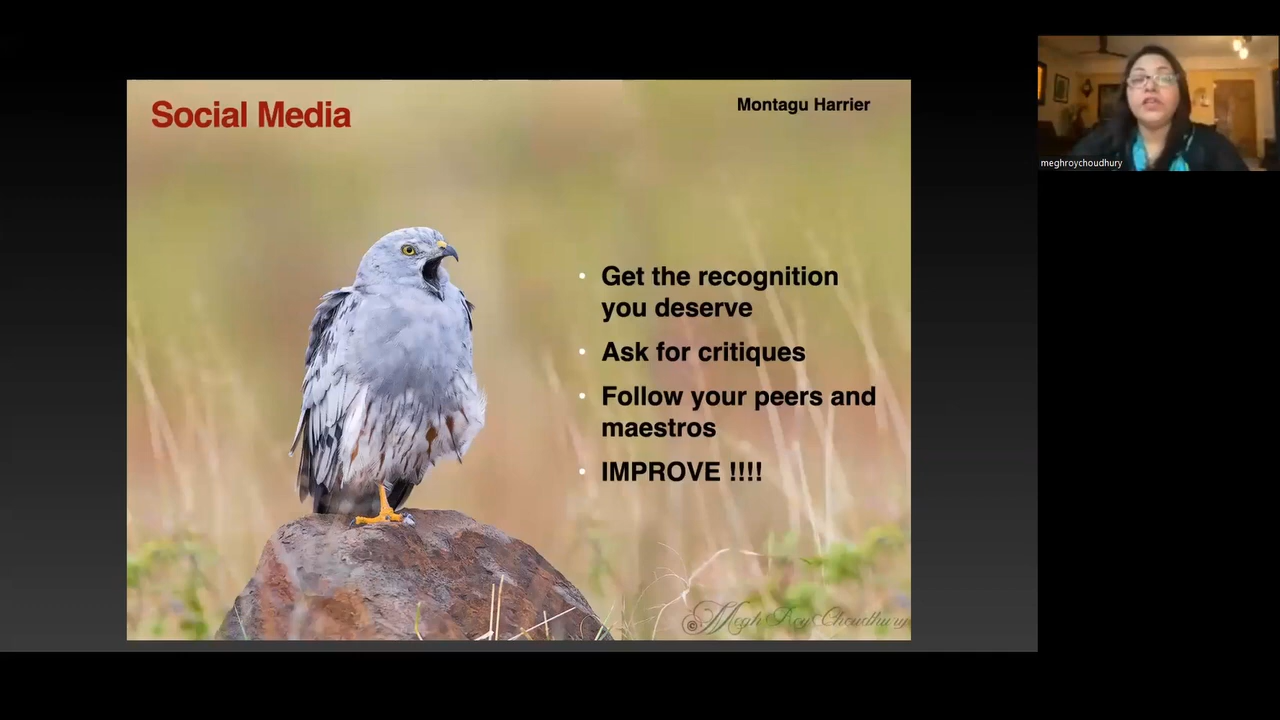 Social Media
Montagu Harrier
• Get the recognition
you deserve
• Ask for critiques
• Follow your peers and
maestros
• IMPROVE !!!!
© Megh Roy Choudhury
meghroychoudhury